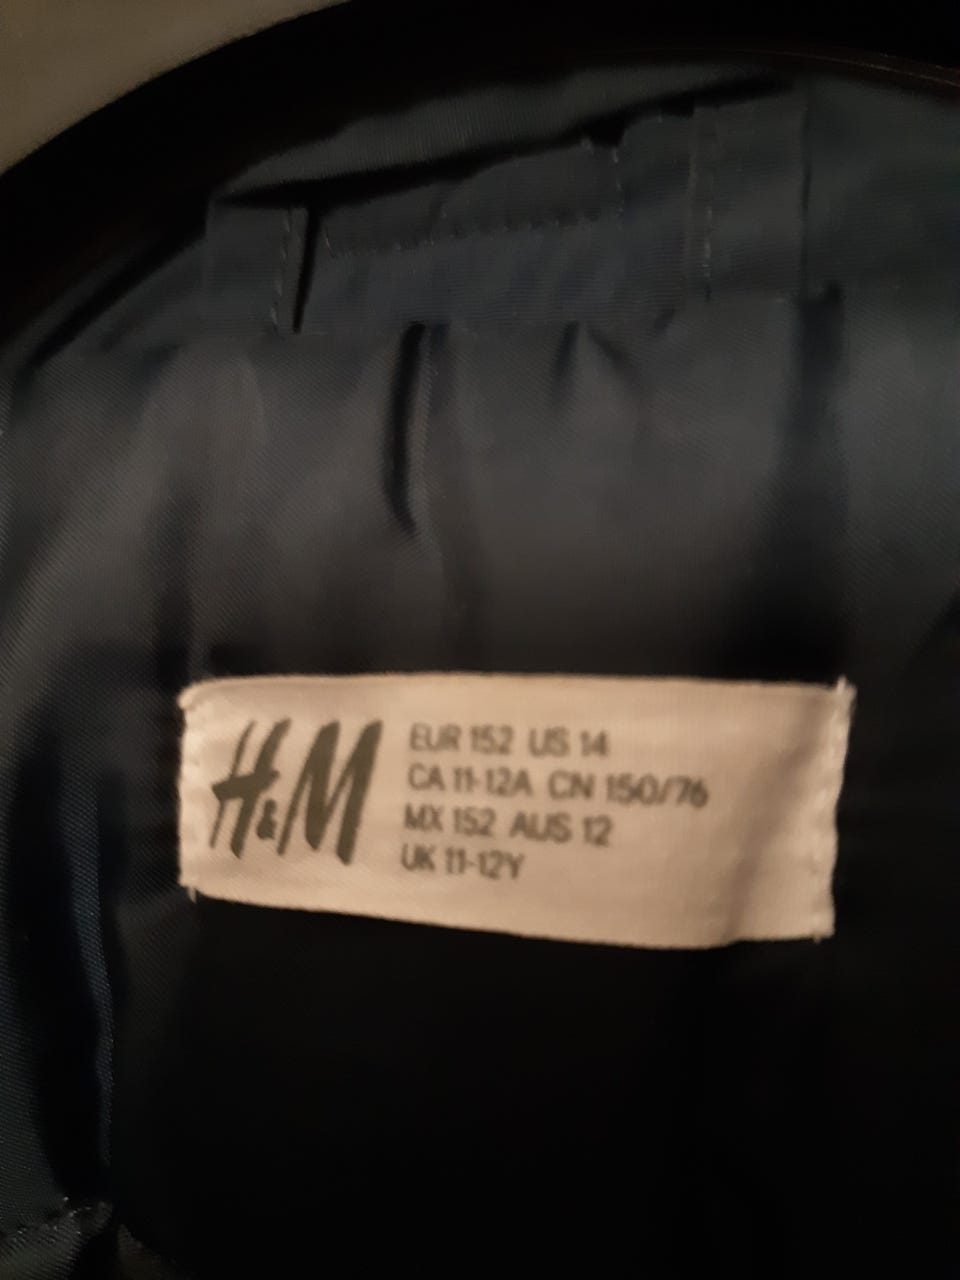 H&M
EUR 152 US 14
CA 11-12A CN 150/76
MX 152 AUS 12
UK 11-12Y